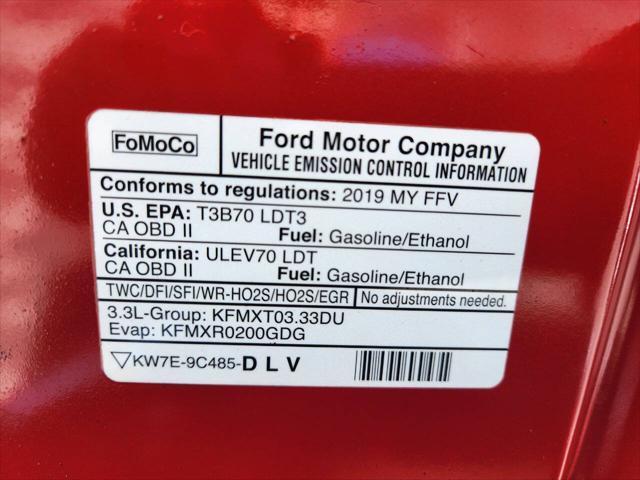 FoMoCo
Ford Motor Company
VEHICLE EMISSION CONTROL INFORMATION
Conforms to regulations: 2019 MY FFV
U.S. EPA: T3B70 LDT3
CA OBD II Fuel: Gasoline/Ethanol
California: ULEV70 LDT
CA OBD II Fuel: Gasoline/Ethanol
TWC/DFI/SFI/WR-HO2S/HO2S/EGR No adjustments needed.
3.3L-Group: KFMXT03.33DU
Evap: KFMXR0200GDG
KW7E-9C485-DLV